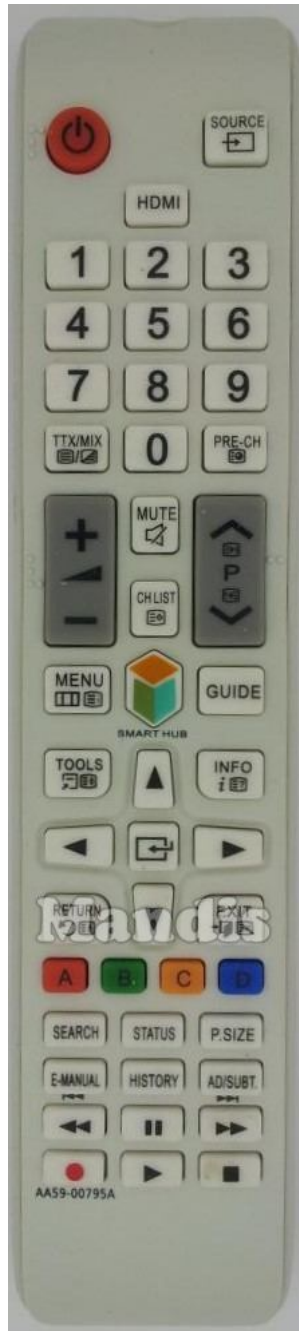 SOURCE
HDMI
1 2 3
4 5 6
7 8 9
TTX/MIX 0 PRE-CH
MUTE
+ P
-
CH LIST
MENU GUIDE
SMART HUB
TOOLS INFO
i
RETURN EXIT
Mandis
A B C D
SEARCH STATUS P.SIZE
E-MANUAL HISTORY AD/SUBT.
AA59-00795A